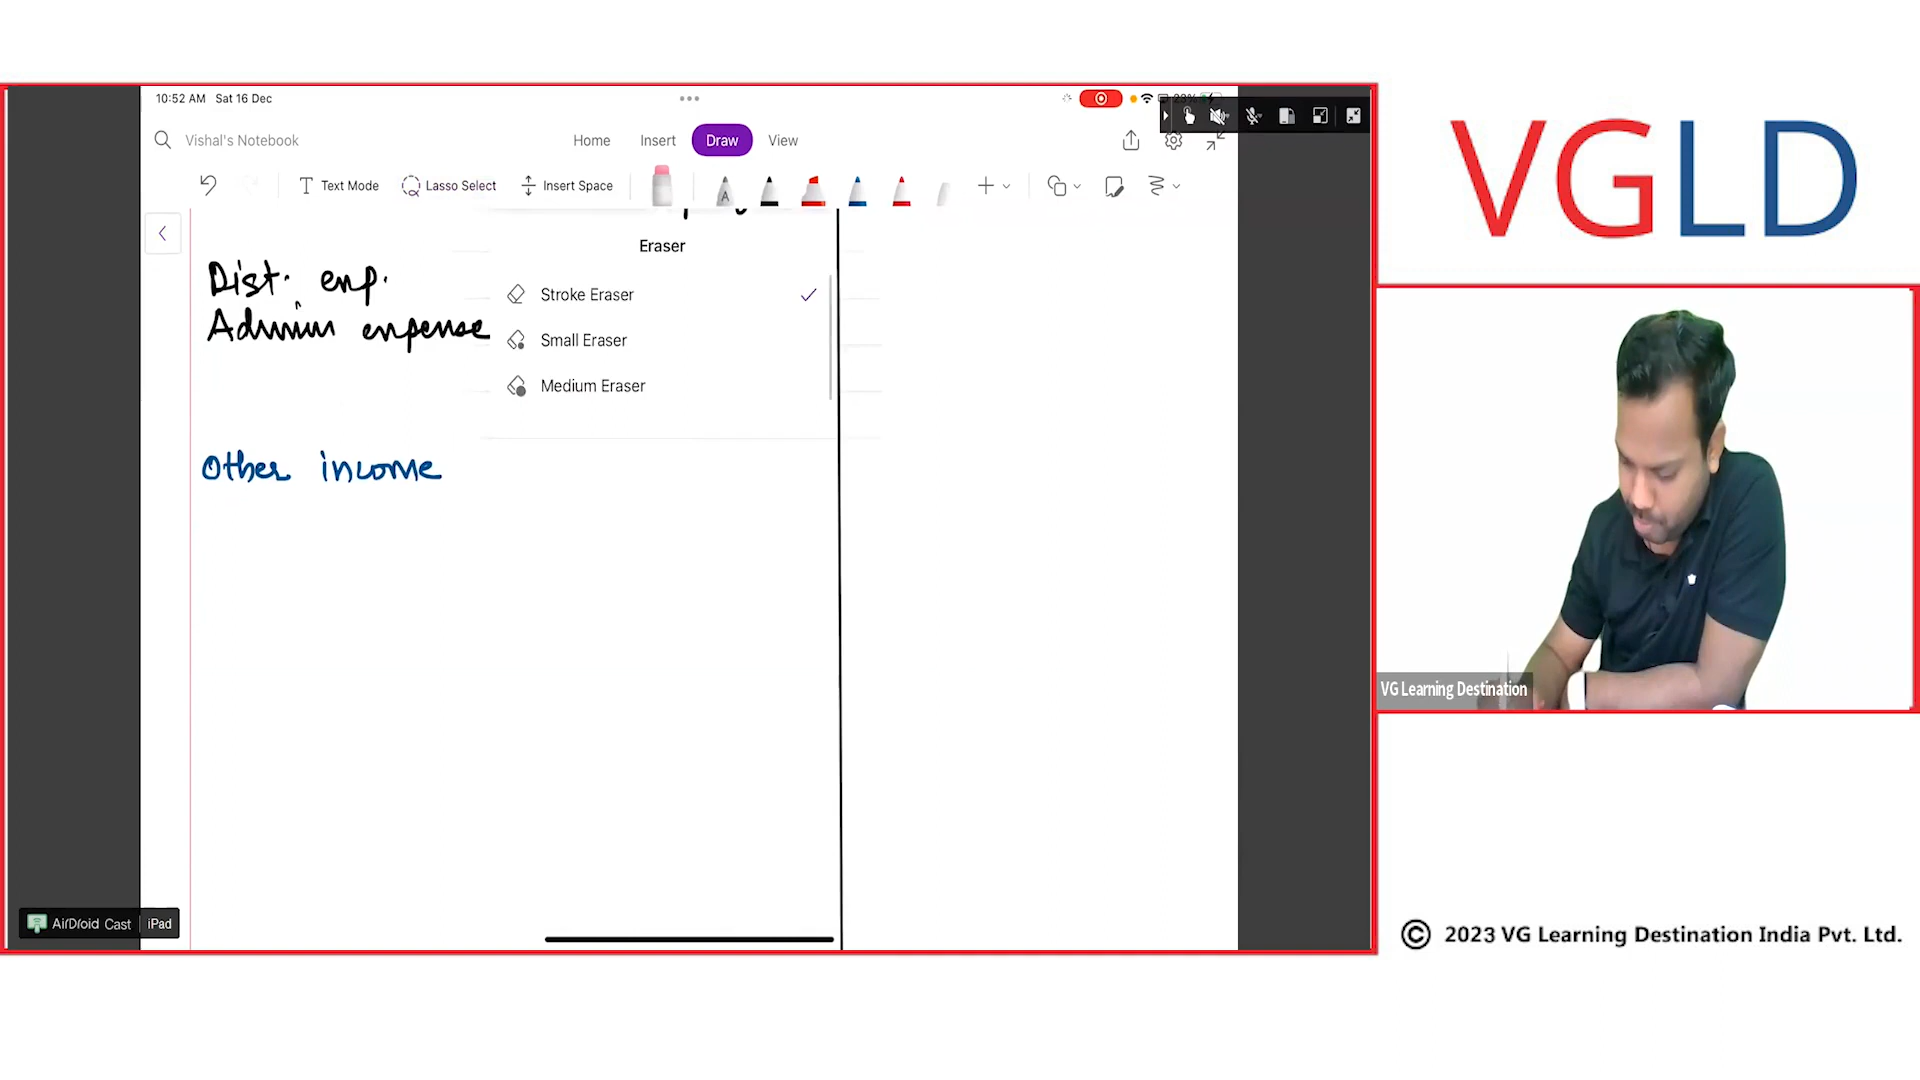 10:52 AM Sat 16 Dec
23%
Vishal's Notebook
Home Insert Draw View
Text Mode Lasso Select Insert Space
A
Eraser
Stroke Eraser
Small Eraser
Medium Eraser
Dist. exp.
Admin expense
Other income
AirDroid Cast iPad
VGLD
VG Learning Destination
© 2023 VG Learning Destination India Pvt. Ltd.